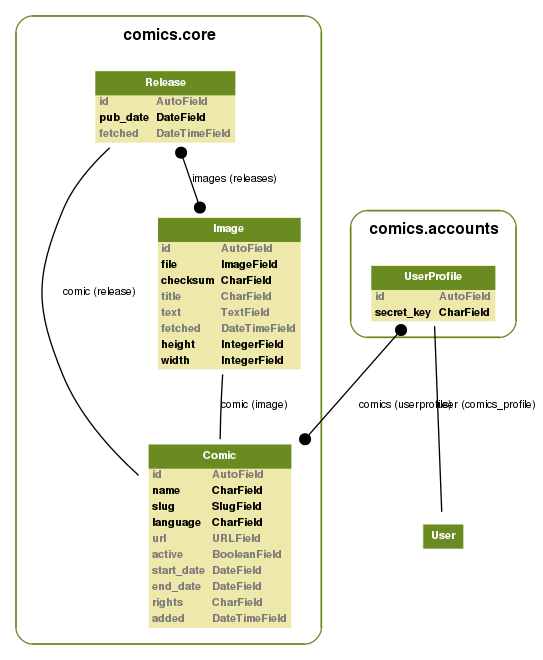 comics.core
Release
id AutoField
pub_date DateField
fetched DateTimeField
images (releases)
Image
id AutoField
file ImageField
checksum CharField
title CharField
text TextField
fetched DateTimeField
height IntegerField
width IntegerField
comic (release)
comic (image)
Comic
id AutoField
name CharField
slug SlugField
language CharField
url URLField
active BooleanField
start_date DateField
end_date DateField
rights CharField
added DateTimeField
comics.accounts
UserProfile
id AutoField
secret_key CharField
comics (userprofile)
user (comics_profile)
User